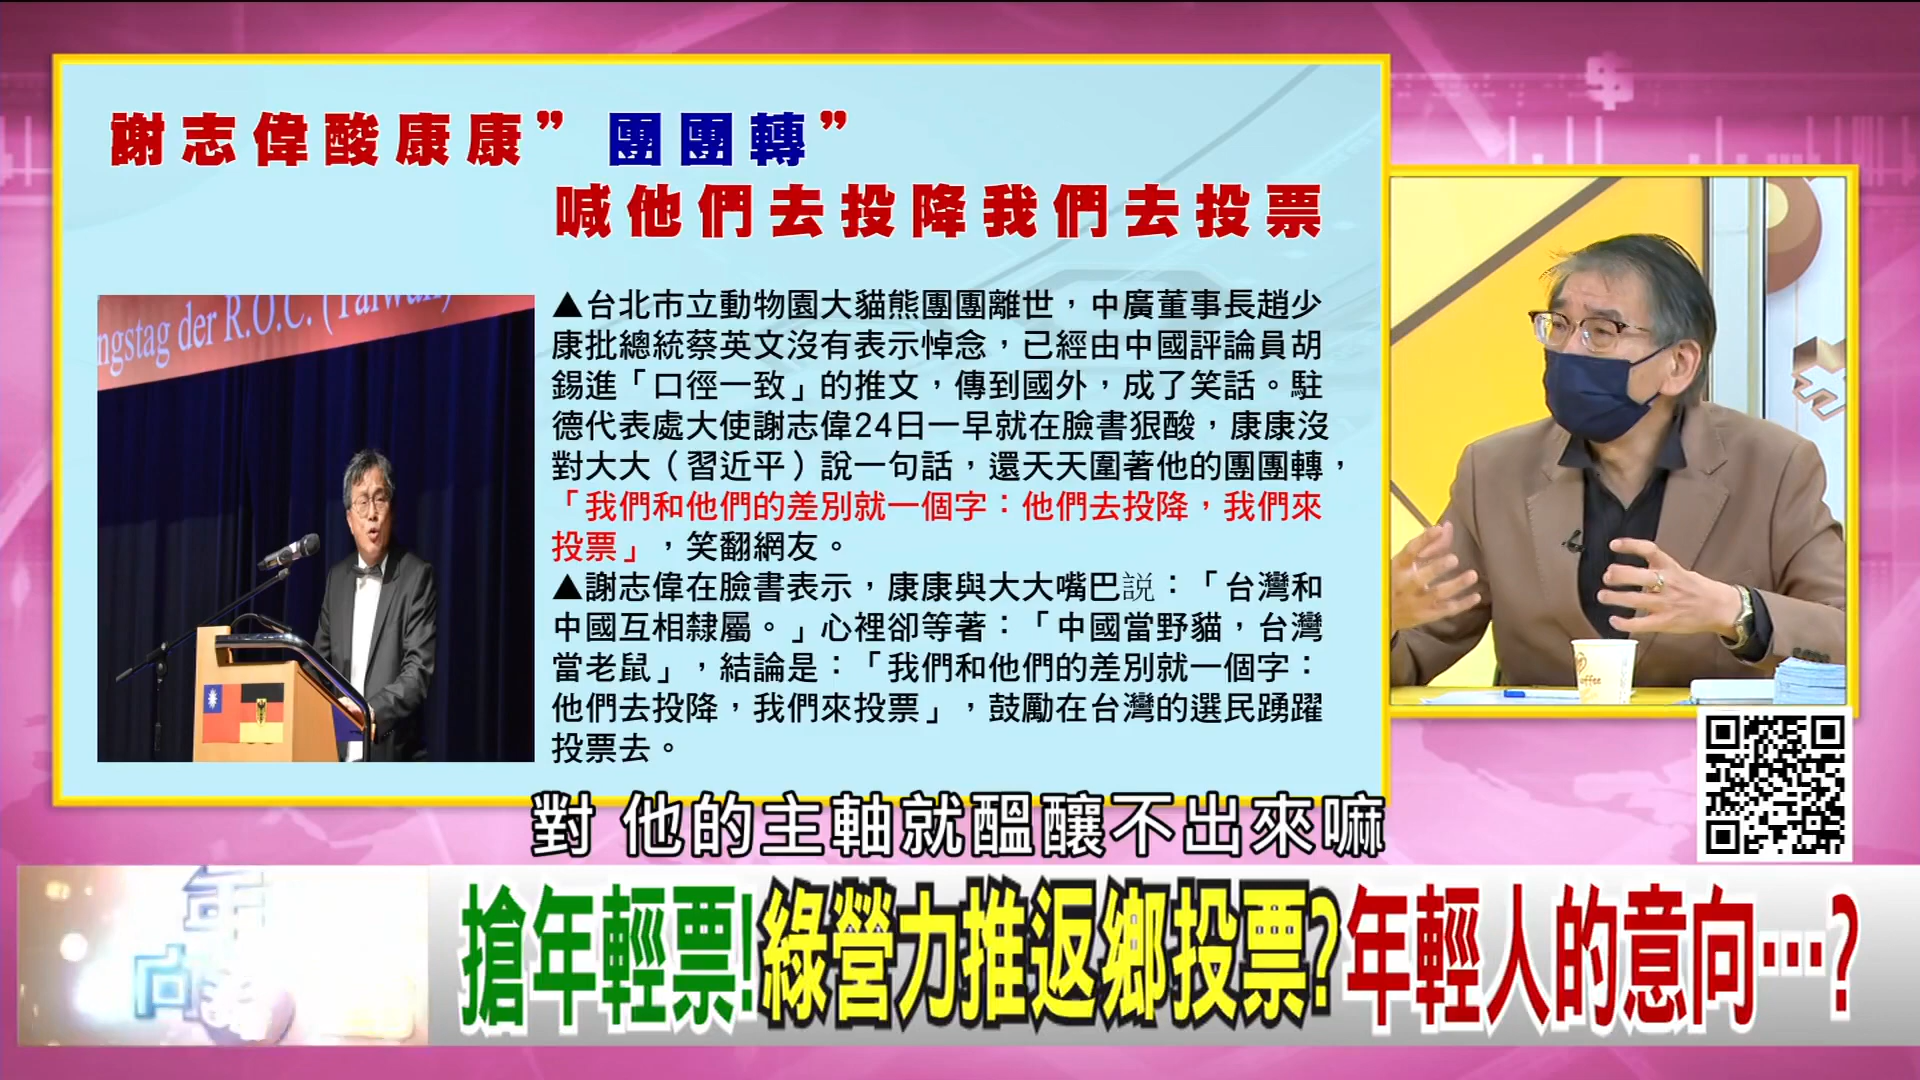 謝志偉酸康康”團團轉”
喊他們去投降我們去投票
ngstag der R.O.C. (Taiwan)
▲台北市立動物園大貓熊團團離世，中廣董事長趙少
康批總統蔡英文沒有表示悼念，已經由中國評論員胡
錫進「口徑一致」的推文，傳到國外，成了笑話。駐
德代表處大使謝志偉24日一早就在臉書狠酸，康康沒
對大大（習近平）說一句話，還天天圍著他的團團轉，
「我們和他們的差別就一個字：他們去投降，我們來
投票」，笑翻網友。
▲謝志偉在臉書表示，康康與大大嘴巴説：「台灣和
中國互相隸屬。」心裡卻等著：「中國當野貓，台灣
當老鼠」，結論是：「我們和他們的差別就一個字：
他們去投降，我們來投票」，鼓勵在台灣的選民踴躍
投票去。
對 他的主軸就醞釀不出來嘛
搶年輕票!綠營力推返鄉投票?年輕人的意向…?